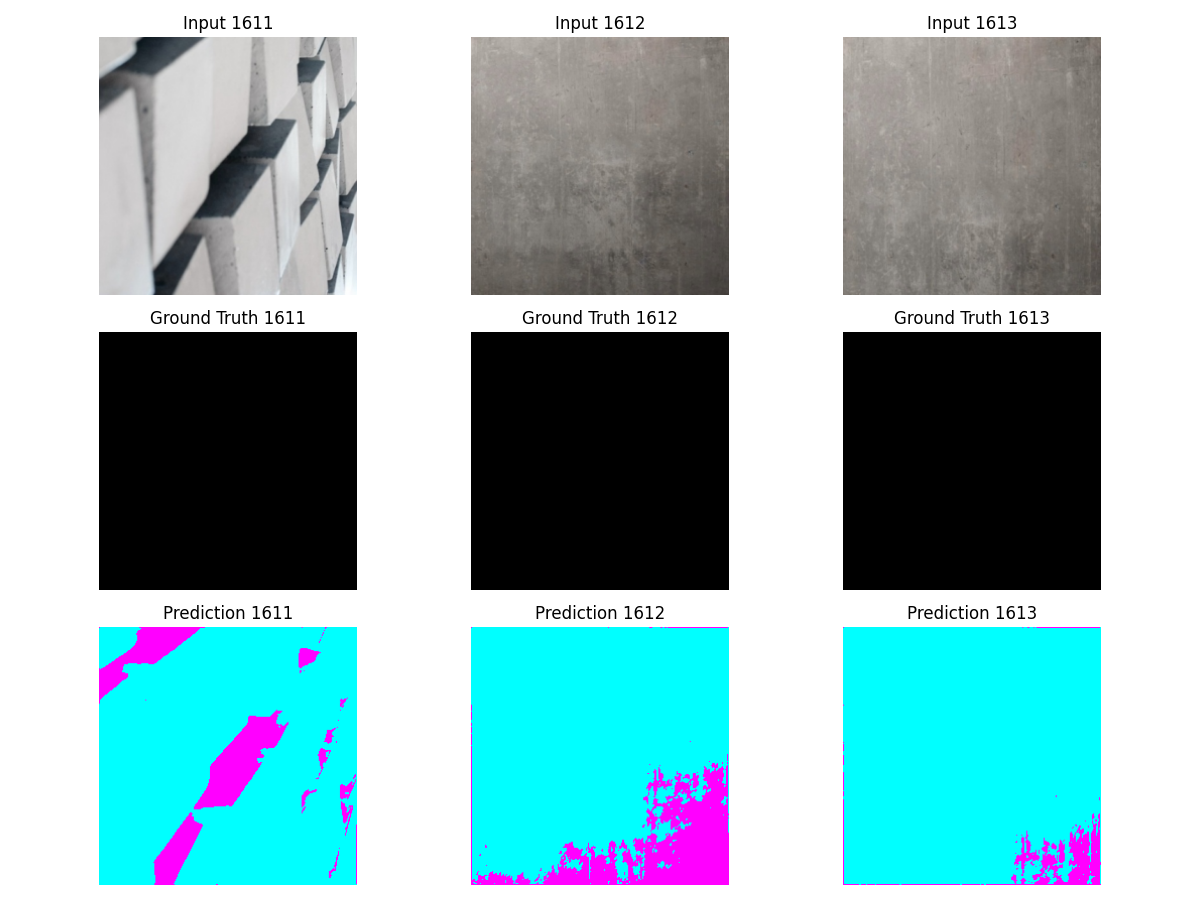 Input 1611
Input 1612
Input 1613
Ground Truth 1611
Ground Truth 1612
Ground Truth 1613
Prediction 1611
Prediction 1612
Prediction 1613